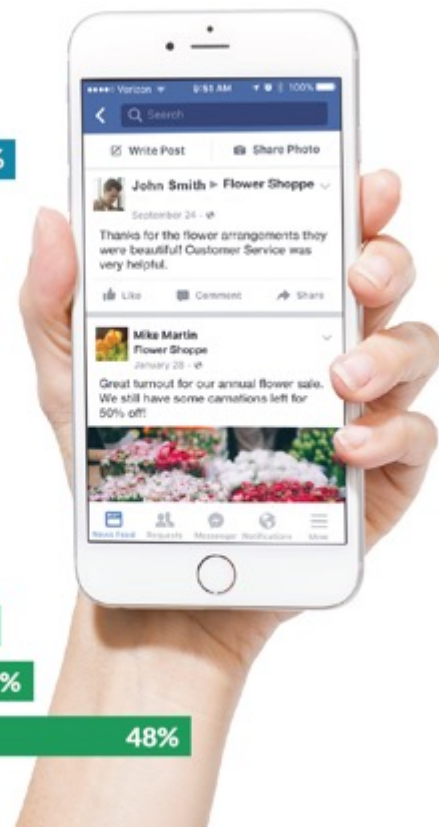 Verizon 9:51 AM 100%
Search
Write Post Share Photo
John Smith ▸ Flower Shoppe
September 24
Thanks for the flower arrangements they
were beautiful! Customer Service was
very helpful.
Like Comment Share
Mike Martin
Flower Shoppe
January 28
Great turnout for our annual flower sale.
We still have some carnations left for
50% off!
News Feed Requests Messenger Notifications More
%
%
48%